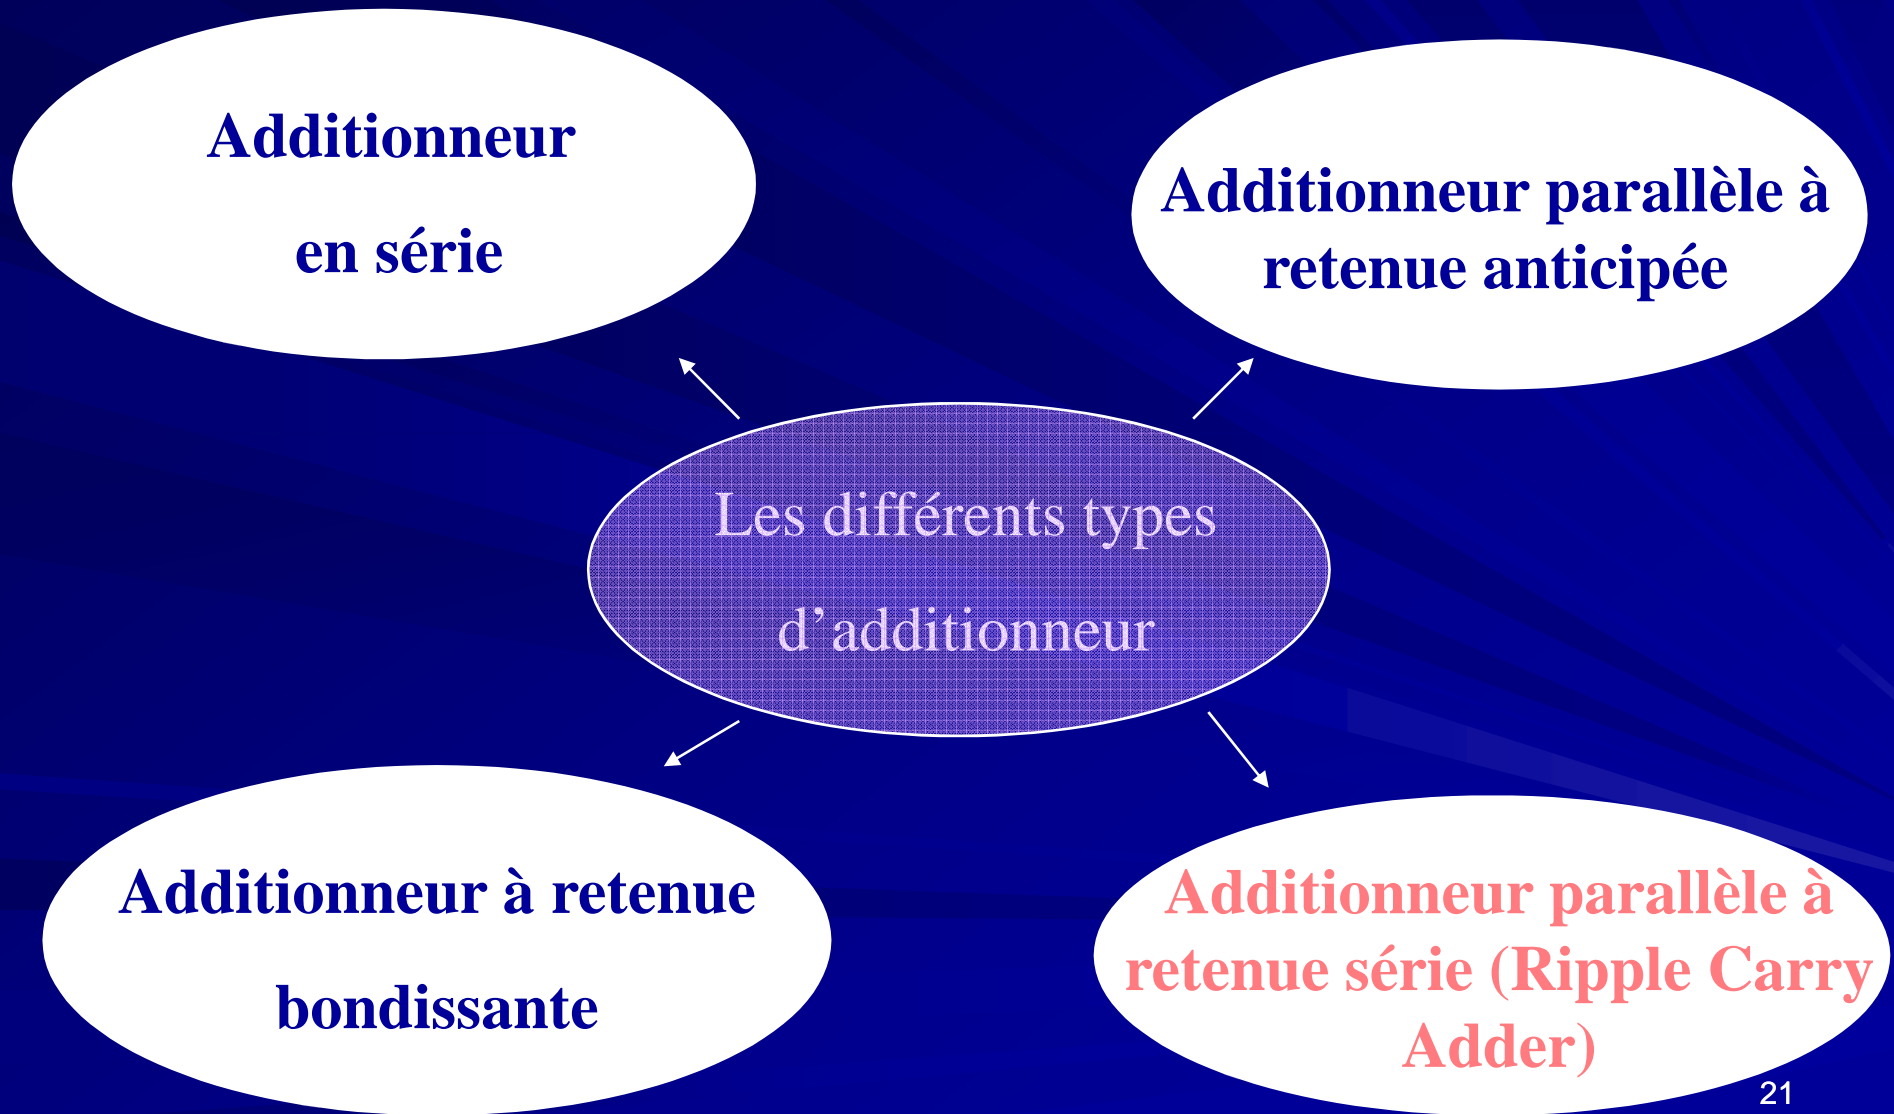 Additionneur
en série
Additionneur parallèle à
retenue anticipée
Les différents types
d’additionneur
Additionneur à retenue
bondissante
Additionneur parallèle à
retenue série (Ripple Carry
Adder)
21